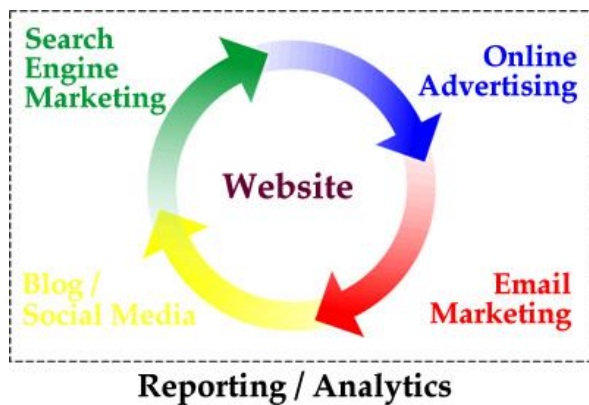 Search
Engine
Marketing
Online
Advertising
Website
Blog /
Social Media
Email
Marketing
Reporting / Analytics